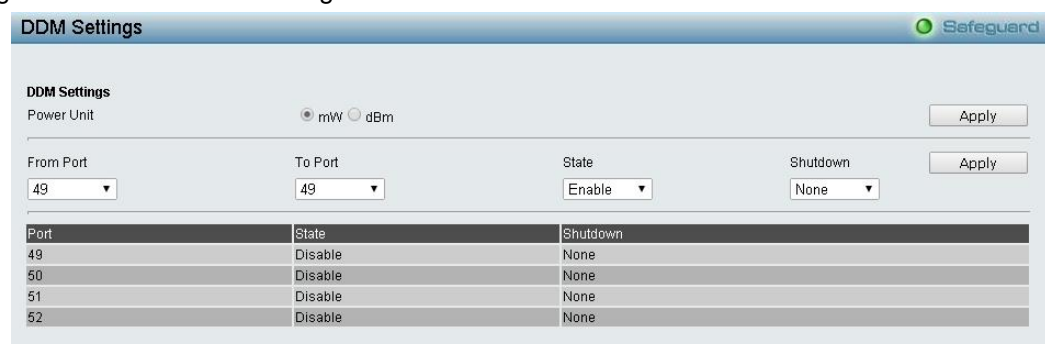 DDM Settings Safeguard
DDM Settings
Power Unit mW dBm Apply
From Port To Port State Shutdown Apply
49 49 Enable None
Port State Shutdown
49 Disable None
50 Disable None
51 Disable None
52 Disable None